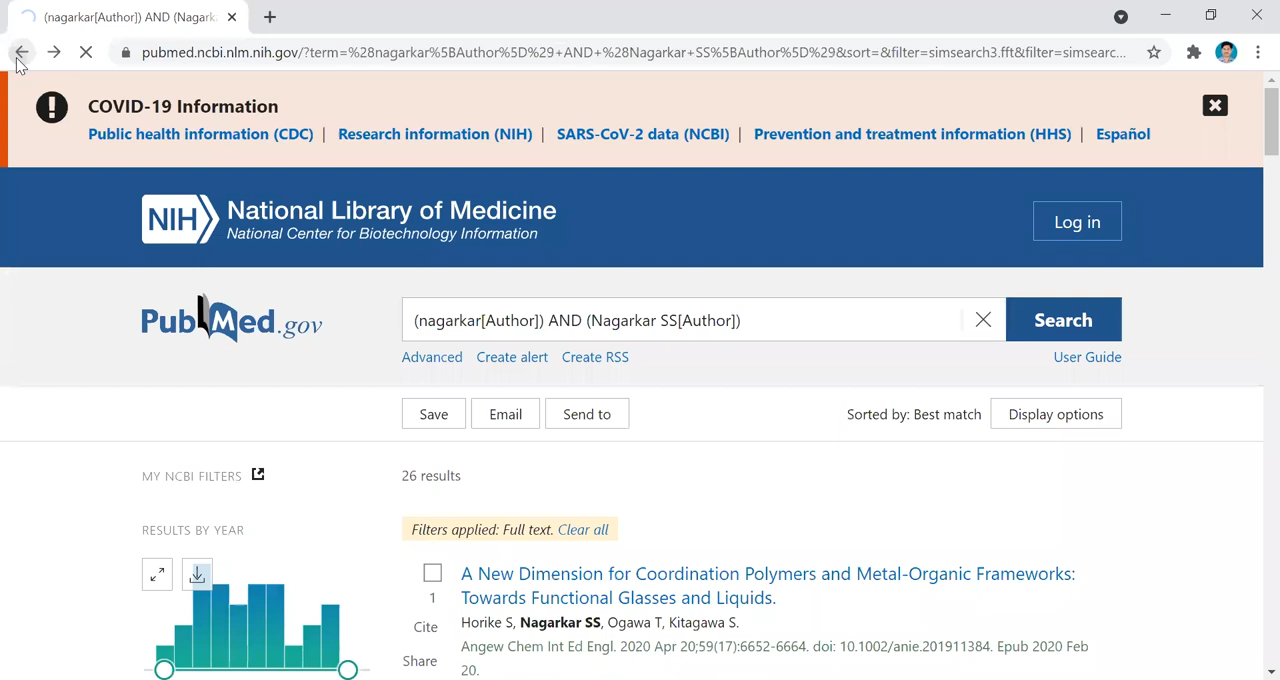 (nagarkar[Author]) AND (Nagark
pubmed.ncbi.nlm.nih.gov/?term=%28nagarkar%5BAuthor%5D%29+AND+%28Nagarkar+SS%5BAuthor%5D%29&sort=&filter=simsearch3.fft&filter=simsearc...
COVID-19 Information
Public health information (CDC) | Research information (NIH) | SARS-CoV-2 data (NCBI) | Prevention and treatment information (HHS) | Español
NIH National Library of Medicine
National Center for Biotechnology Information
Log in
PubMed.gov
(nagarkar[Author]) AND (Nagarkar SS[Author])
Search
Advanced Create alert Create RSS
User Guide
Save Email Send to
Sorted by: Best match Display options
MY NCBI FILTERS
26 results
RESULTS BY YEAR
Filters applied: Full text. Clear all
A New Dimension for Coordination Polymers and Metal-Organic Frameworks:
1 Towards Functional Glasses and Liquids.
Cite Horike S, Nagarkar SS, Ogawa T, Kitagawa S.
Angew Chem Int Ed Engl. 2020 Apr 20;59(17):6652-6664. doi: 10.1002/anie.201911384. Epub 2020 Feb
Share 20.